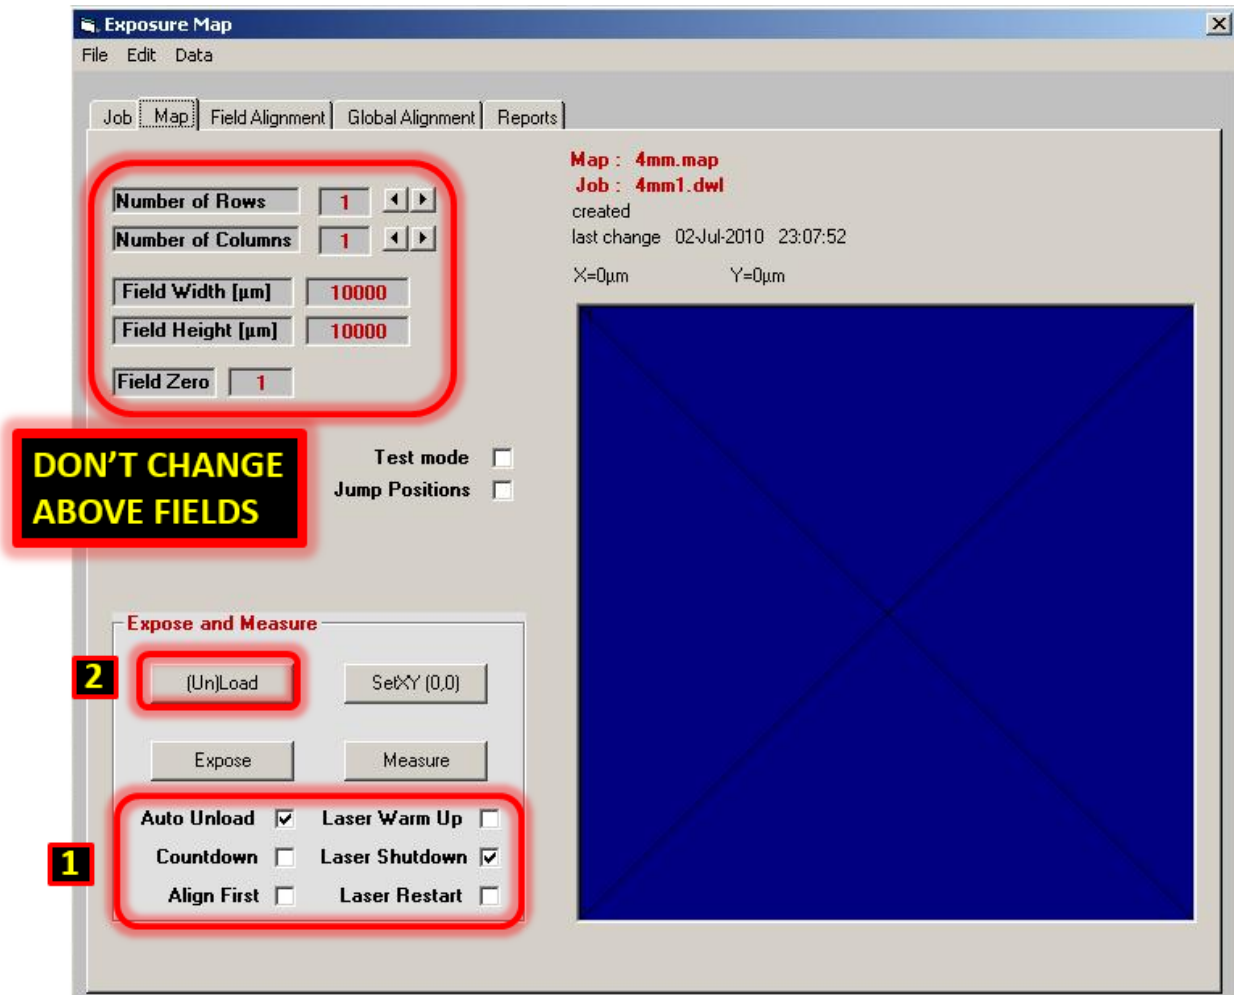 Exposure Map
File Edit Data
Job Map Field Alignment Global Alignment Reports
Number of Rows 1
Number of Columns 1
Field Width [µm] 10000
Field Height [µm] 10000
Field Zero 1
DON'T CHANGE
ABOVE FIELDS
Map : 4mm.map
Job : 4mm1.dwl
created
last change 02-Jul-2010 23:07:52
X=0µm Y=0µm
Test mode
Jump Positions
Expose and Measure
2 (Un)Load SetXY (0,0)
Expose Measure
1
Auto Unload Laser Warm Up
Countdown Laser Shutdown
Align First Laser Restart